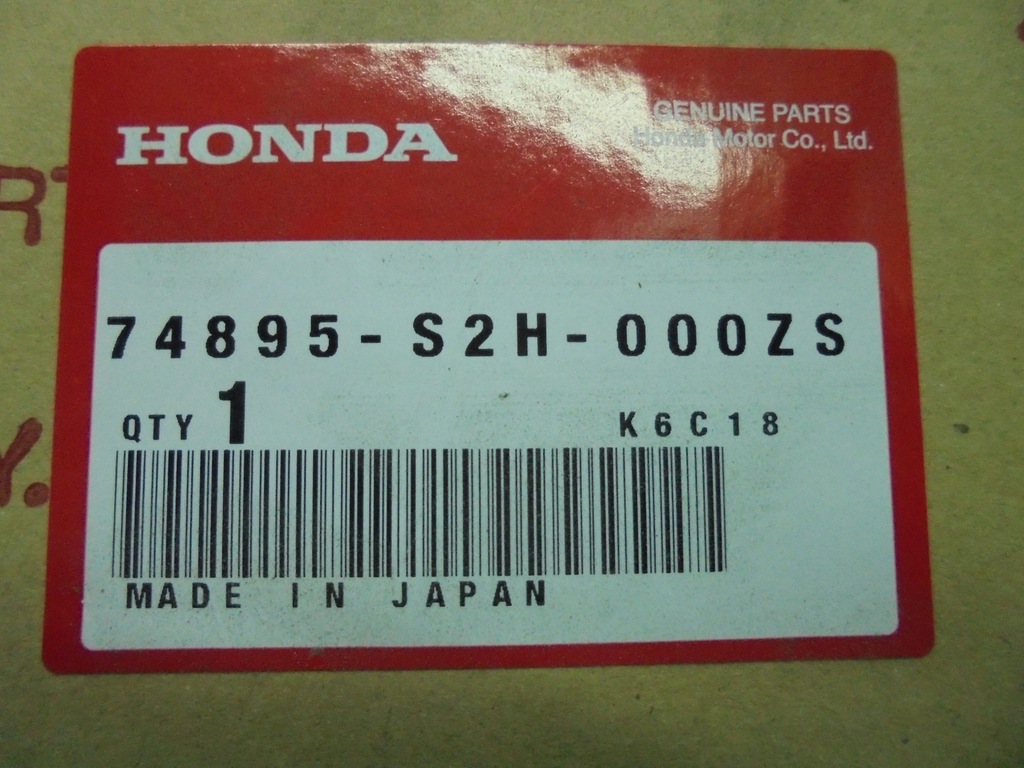 HONDA
GENUINE PARTS
Honda Motor Co., Ltd.
74895-S2H-000ZS
QTY 1
K6C18
MADE IN JAPAN
R
Y.